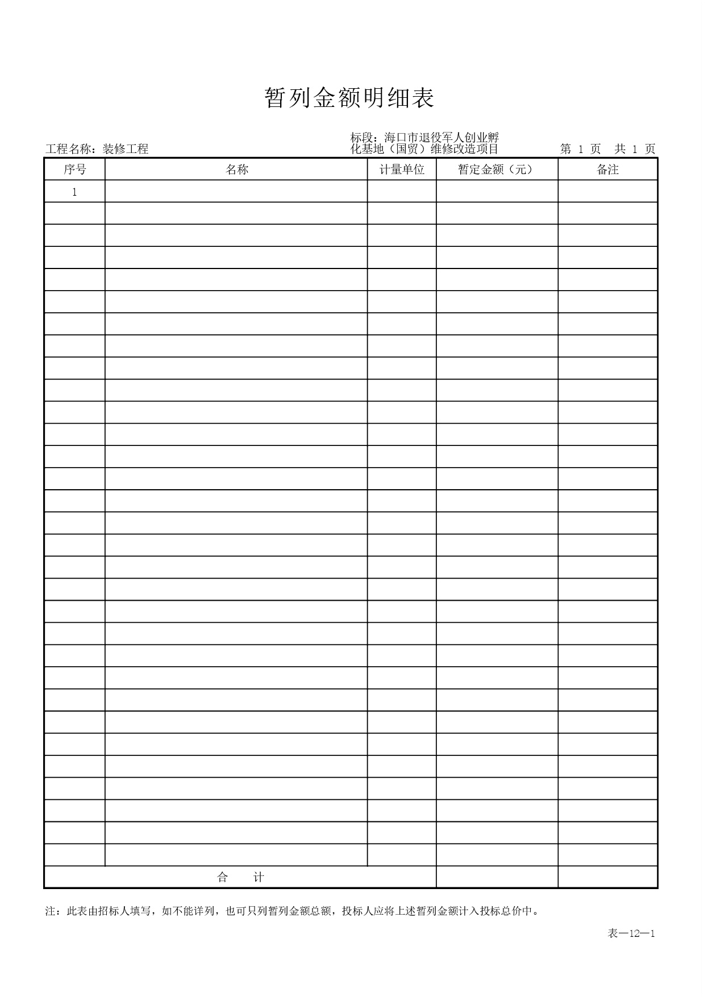 暂列金额明细表
标段：海口市退役军人创业孵
工程名称：装修工程 化基地（国贸）维修改造项目 第 1 页 共 1 页
序号 名称 计量单位 暂定金额（元） 备注
1
合 计
注：此表由招标人填写，如不能详列，也可只列暂列金额总额，投标人应将上述暂列金额计入投标总价中。
表—12—1